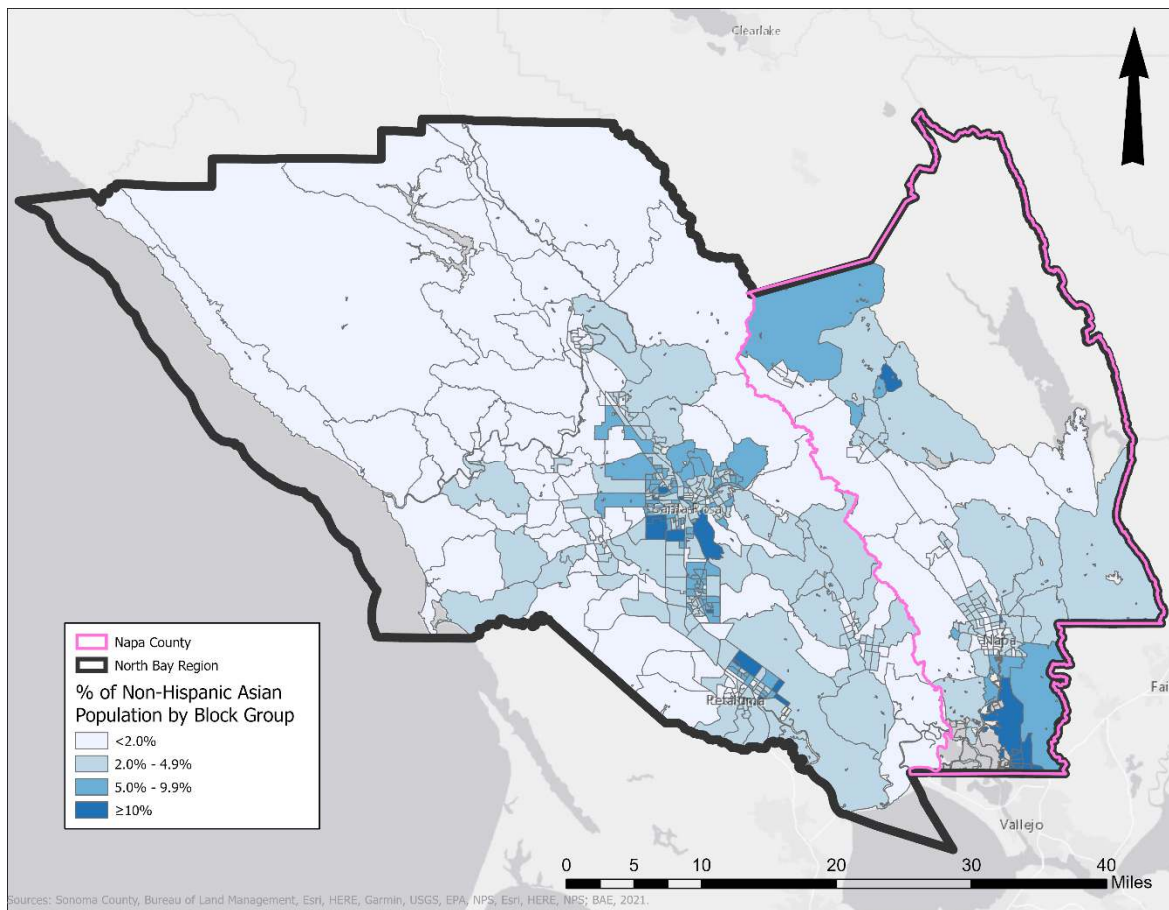 Clearlake
Santa Rosa
Napa
Petaluma
Fai
Vallejo
Napa County
North Bay Region
% of Non-Hispanic Asian
Population by Block Group
<2.0%
2.0% - 4.9%
5.0% - 9.9%
≥10%
0 5 10 20 30 40
Miles
Sources: Sonoma County, Bureau of Land Management, Esri, HERE, Garmin, USGS, EPA, NPS, Esri, HERE, NPS; BAE, 2021.